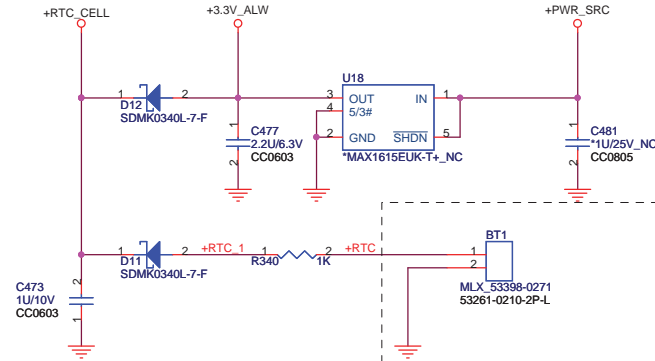 +RTC_CELL
+3.3V_ALW
+PWR_SRC
U18
1 2
D12
SDMK0340L-7-F
3 OUT IN 1
4 5/3#
2 GND SHDN 5
*MAX1615EUK-T+_NC
1
C477
2.2U/6.3V
CC0603
2
1
C481
*1U/25V_NC
CC0805
2
BT1
1 2
D11
SDMK0340L-7-F
+RTC_1
1 2
R340 1K
+RTC
1
2
MLX_53398-0271
53261-0210-2P-L
2
C473
1U/10V
CC0603
1